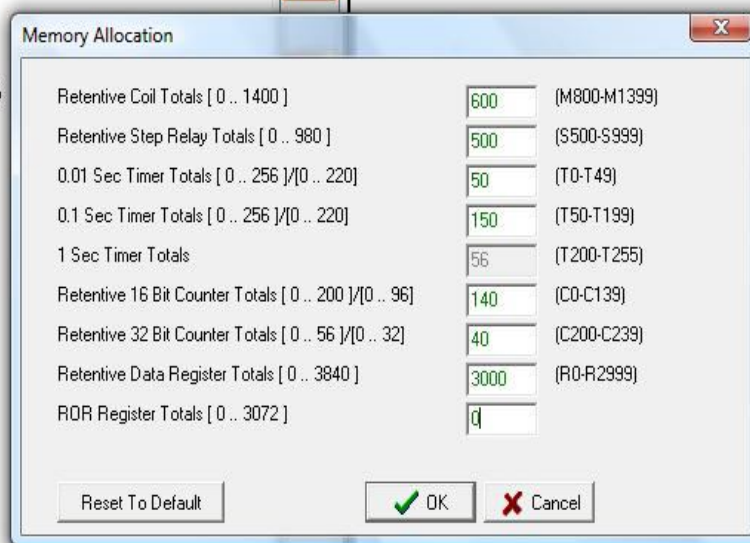 Memory Allocation
Retentive Coil Totals [ 0 .. 1400 ] 600 (M800-M1399)
Retentive Step Relay Totals [ 0 .. 980 ] 500 (S500-S999)
0.01 Sec Timer Totals [ 0 .. 256 ]/[0 .. 220] 50 (T0-T49)
0.1 Sec Timer Totals [ 0 .. 256 ]/[0 .. 220] 150 (T50-T199)
1 Sec Timer Totals 56 (T200-T255)
Retentive 16 Bit Counter Totals [ 0 .. 200 ]/[0 .. 96] 140 (C0-C139)
Retentive 32 Bit Counter Totals [ 0 .. 56 ]/[0 .. 32] 40 (C200-C239)
Retentive Data Register Totals [ 0 .. 3840 ] 3000 (R0-R2999)
ROR Register Totals [ 0 .. 3072 ] 0
Reset To Default OK Cancel